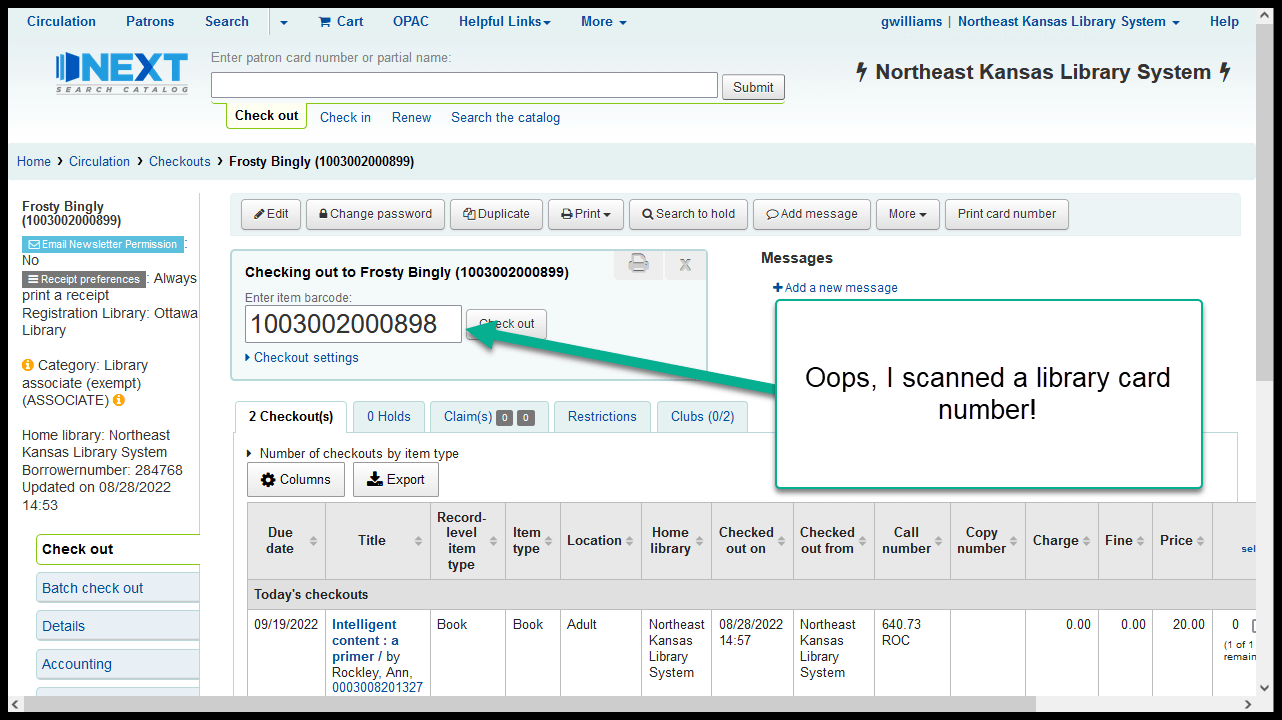 Circulation Patrons Search Cart OPAC Helpful Links More gwilliams | Northeast Kansas Library System Help
NEXT
SEARCH CATALOG
Enter patron card number or partial name:
Submit
Northeast Kansas Library System
Check out Check in Renew Search the catalog
Home › Circulation › Checkouts › Frosty Bingly (1003002000899)
Frosty Bingly
(1003002000899)
Email Newsletter Permission :
No
Receipt preferences : Always
print a receipt
Registration Library: Ottawa
Library
Category: Library
associate (exempt)
(ASSOCIATE)
Home library: Northeast
Kansas Library System
Borrowernumber: 284768
Updated on 08/28/2022
14:53
Check out
Batch check out
Details
Accounting
Edit Change password Duplicate Print Search to hold Add message More Print card number
Checking out to Frosty Bingly (1003002000899)
X
Enter item barcode:
1003002000898
Check out
Checkout settings
Messages
+ Add a new message
Oops, I scanned a library card
number!
2 Checkout(s) 0 Holds Claim(s) 0 0 Restrictions Clubs (0/2)
Number of checkouts by item type
Columns Export
Due
date
Title
Record-
level
item
type
Item
type
Location
Home
library
Checked
out on
Checked
out from
Call
number
Copy
number
Charge
Fine
Price
Today's checkouts
09/19/2022
Intelligent
content : a
primer / by
Rockley, Ann,
0003008201327
Book
Book
Adult
Northeast
Kansas
Library
System
08/28/2022
14:57
Northeast
Kansas
Library
System
640.73
ROC
0.00
0.00
20.00
0
(1 of 1